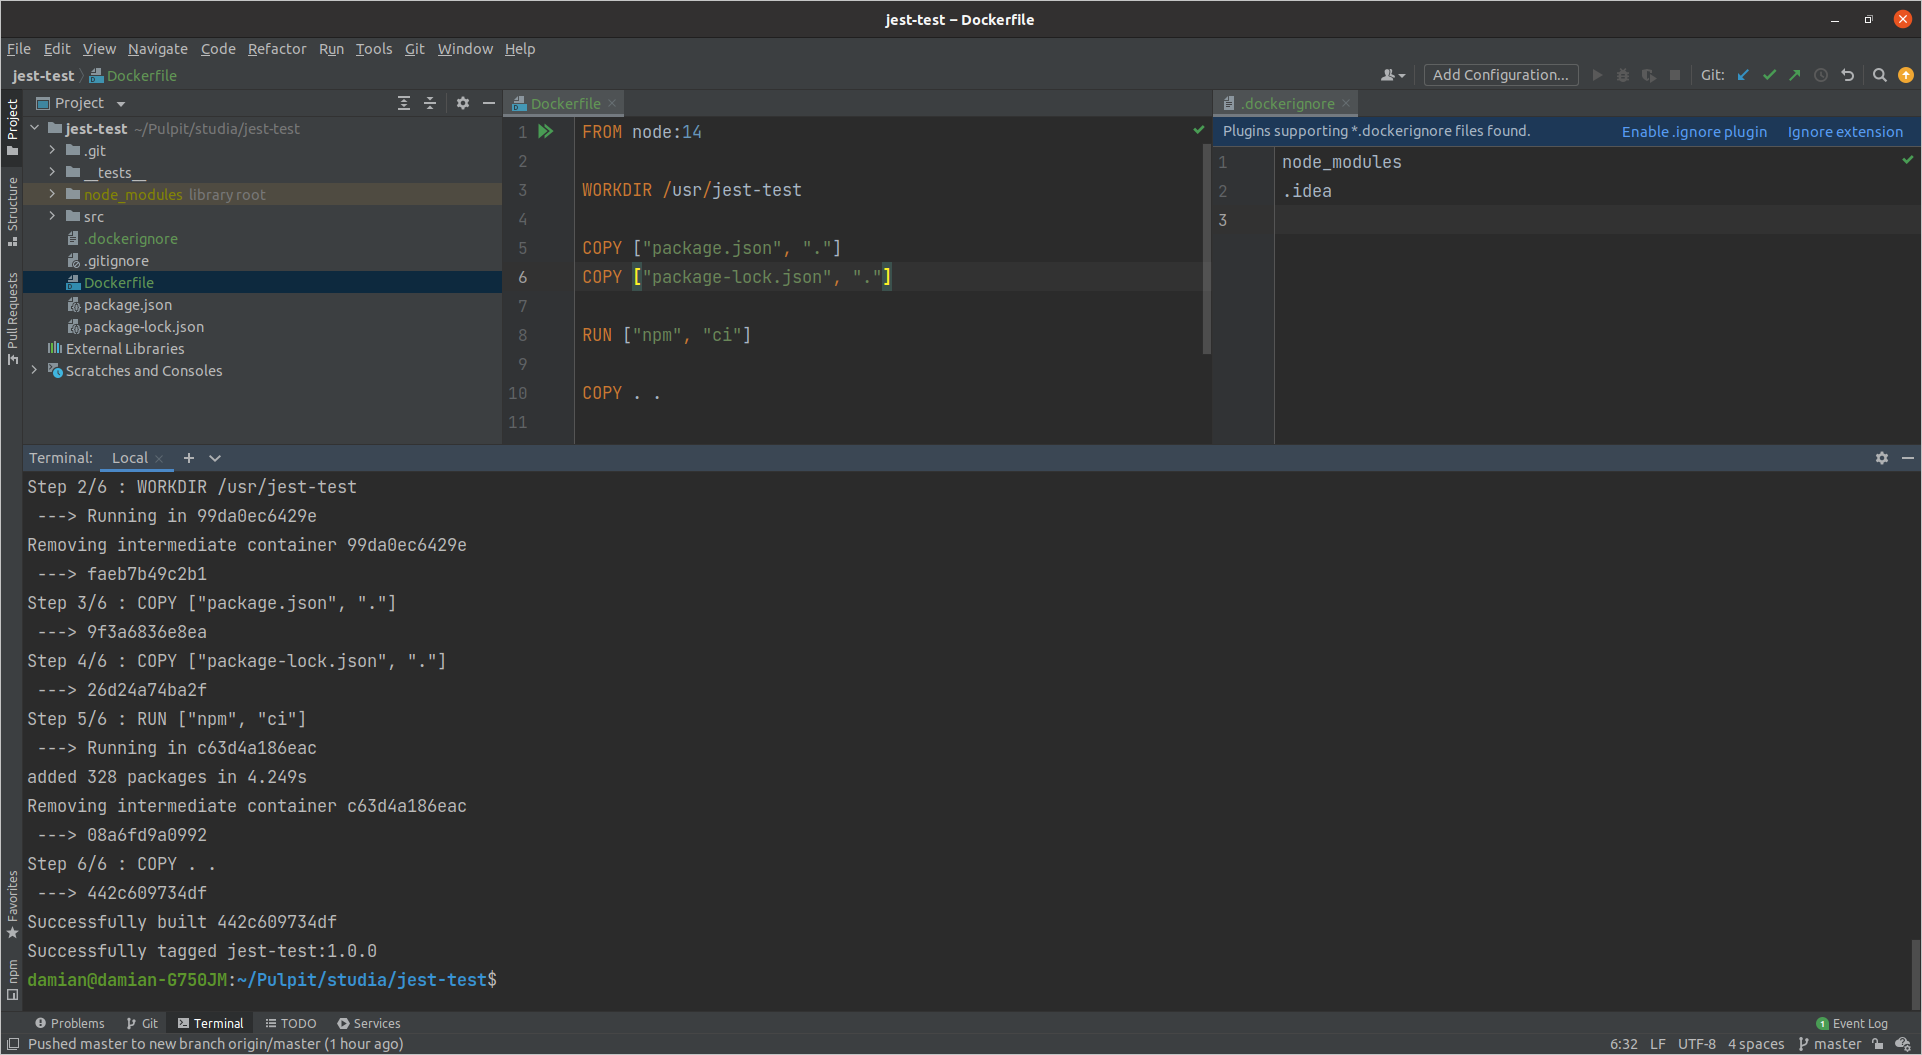 jest-test – Dockerfile
File Edit View Navigate Code Refactor Run Tools Git Window Help
jest-test Dockerfile
Add Configuration...
Git:
Project
Structure
Pull Requests
Favorites
npm
Project
jest-test ~/Pulpit/studia/jest-test
.git
__tests__
node_modules library root
src
.dockerignore
.gitignore
Dockerfile
package.json
package-lock.json
External Libraries
Scratches and Consoles
Dockerfile
1 FROM node:14
2
3 WORKDIR /usr/jest-test
4
5 COPY ["package.json", "."]
6 COPY ["package-lock.json", "."]
7
8 RUN ["npm", "ci"]
9
10 COPY . .
11
.dockerignore
Plugins supporting *.dockerignore files found. Enable .ignore plugin Ignore extension
1 node_modules
2 .idea
3
Terminal: Local
Step 2/6 : WORKDIR /usr/jest-test
---> Running in 99da0ec6429e
Removing intermediate container 99da0ec6429e
---> faeb7b49c2b1
Step 3/6 : COPY ["package.json", "."]
---> 9f3a6836e8ea
Step 4/6 : COPY ["package-lock.json", "."]
---> 26d24a74ba2f
Step 5/6 : RUN ["npm", "ci"]
---> Running in c63d4a186eac
added 328 packages in 4.249s
Removing intermediate container c63d4a186eac
---> 08a6fd9a0992
Step 6/6 : COPY . .
---> 442c609734df
Successfully built 442c609734df
Successfully tagged jest-test:1.0.0
damian@damian-G750JM:~/Pulpit/studia/jest-test$
Problems Git Terminal TODO Services 1 Event Log
Pushed master to new branch origin/master (1 hour ago) 6:32 LF UTF-8 4 spaces master